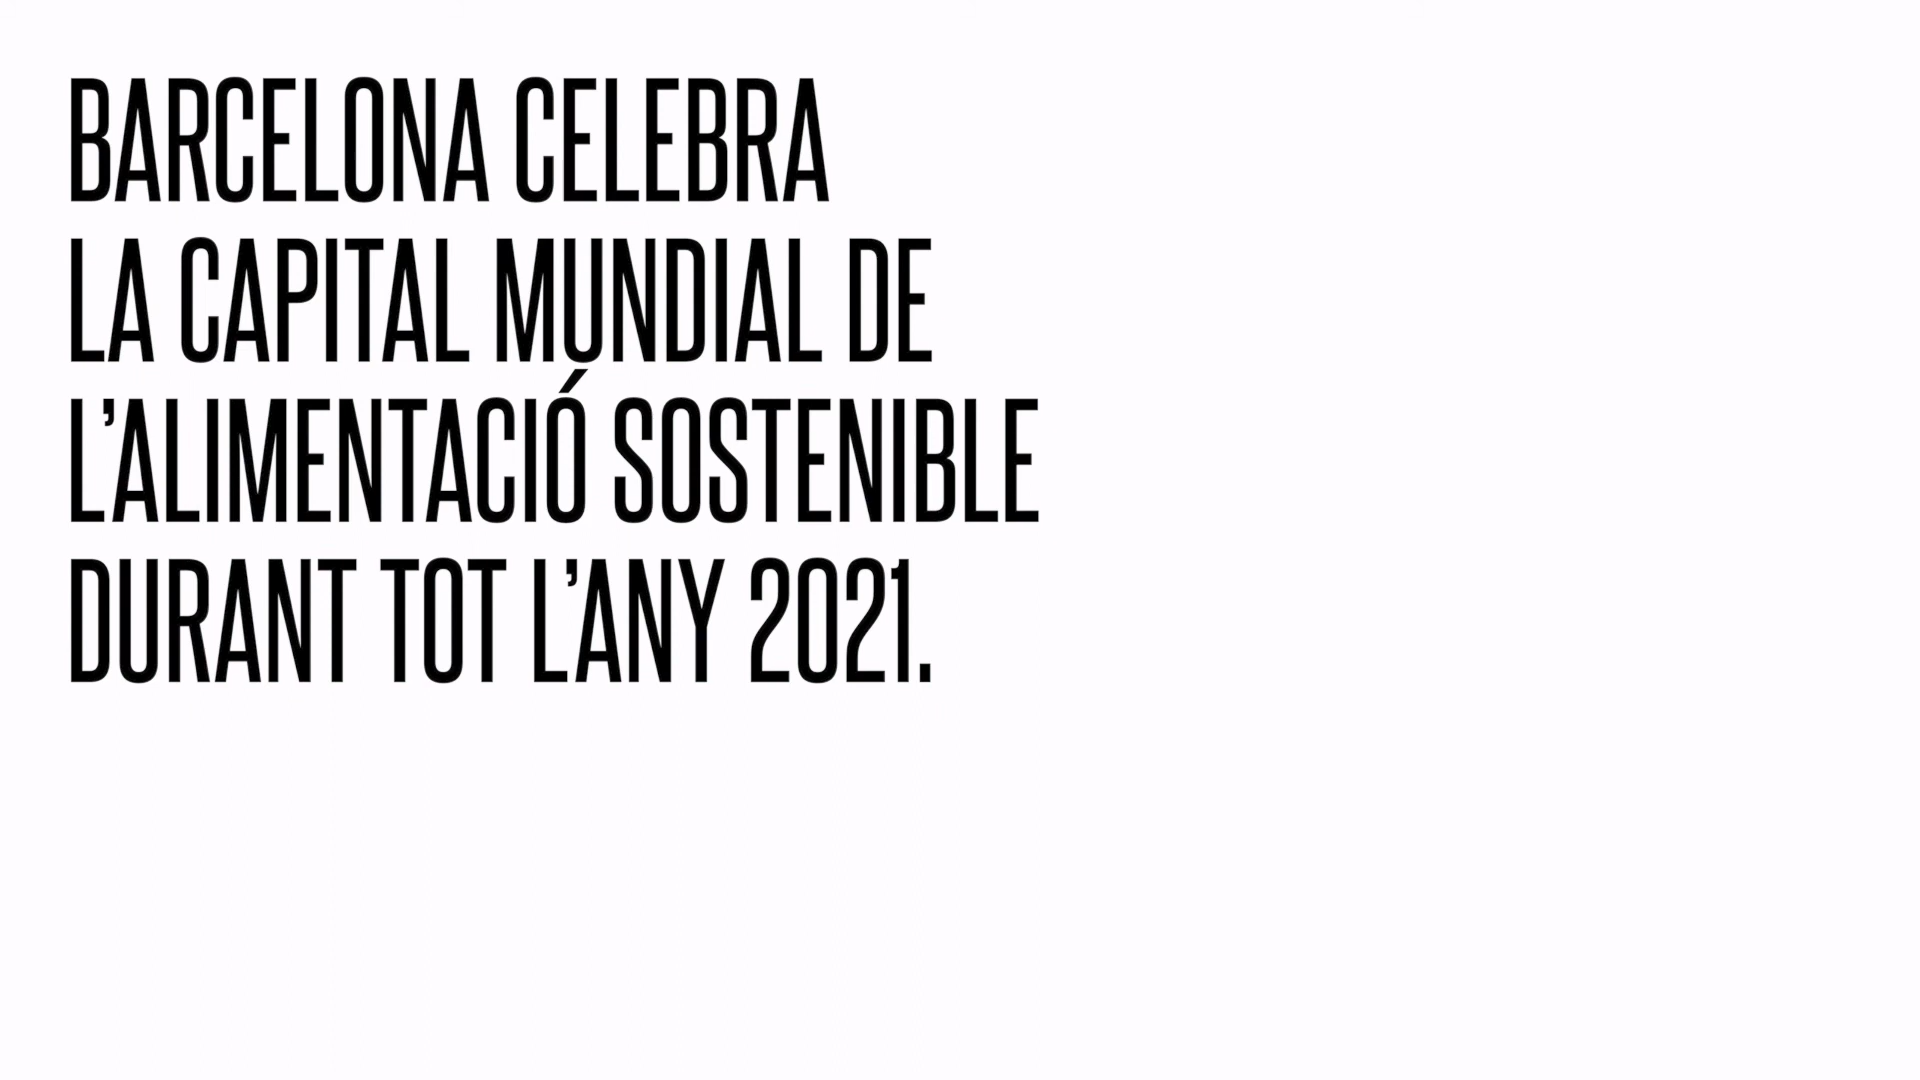 BARCELONA CELEBRA
LA CAPITAL MUNDIAL DE
L’ALIMENTACIÓ SOSTENIBLE
DURANT TOT L’ANY 2021.